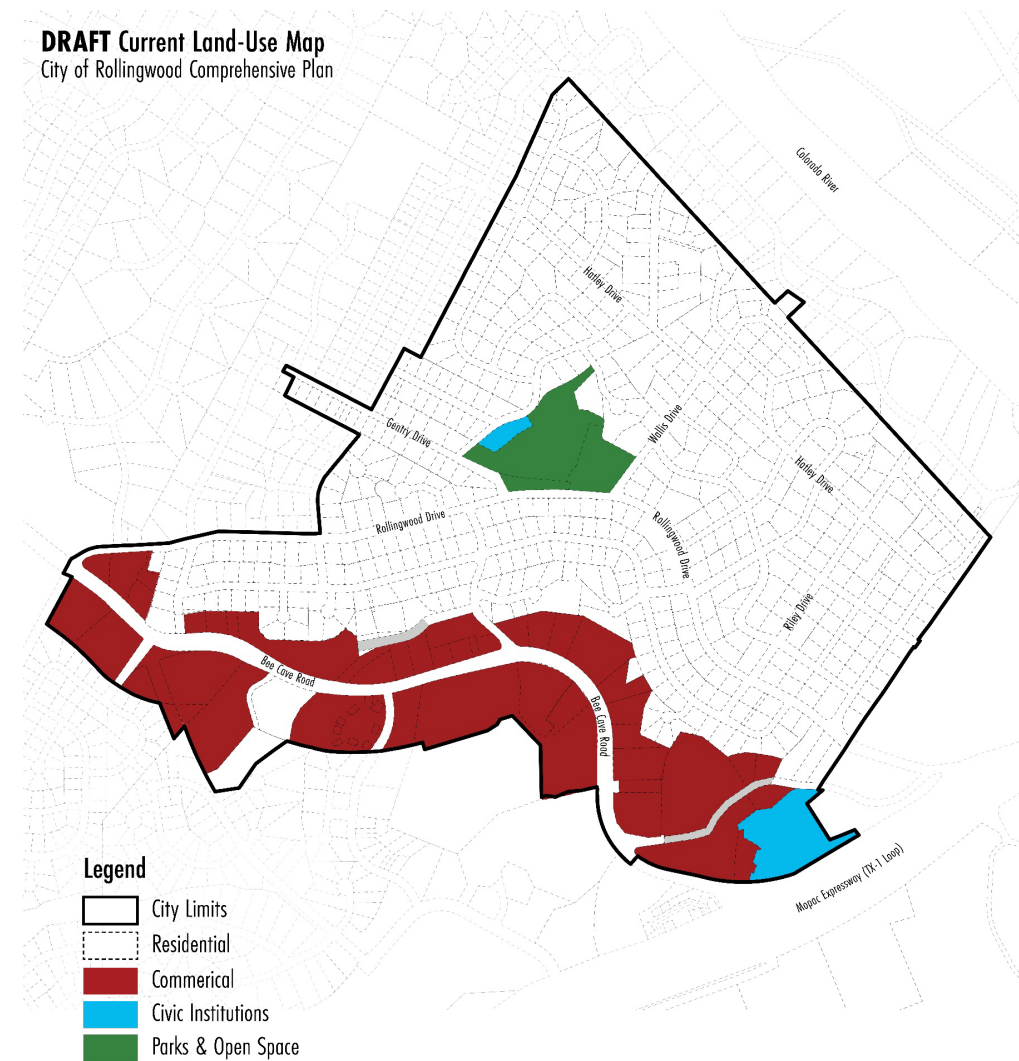 DRAFT Current Land-Use Map
City of Rollingwood Comprehensive Plan
Colorado River
Hatley Drive
Wallis Drive
Gentry Drive
Hatley Drive
Rollingwood Drive
Rollingwood Drive
Riley Drive
Bee Cave Road
Bee Cave Road
Mopac Expressway (TX-1 Loop)
Legend
City Limits
Residential
Commerical
Civic Institutions
Parks & Open Space